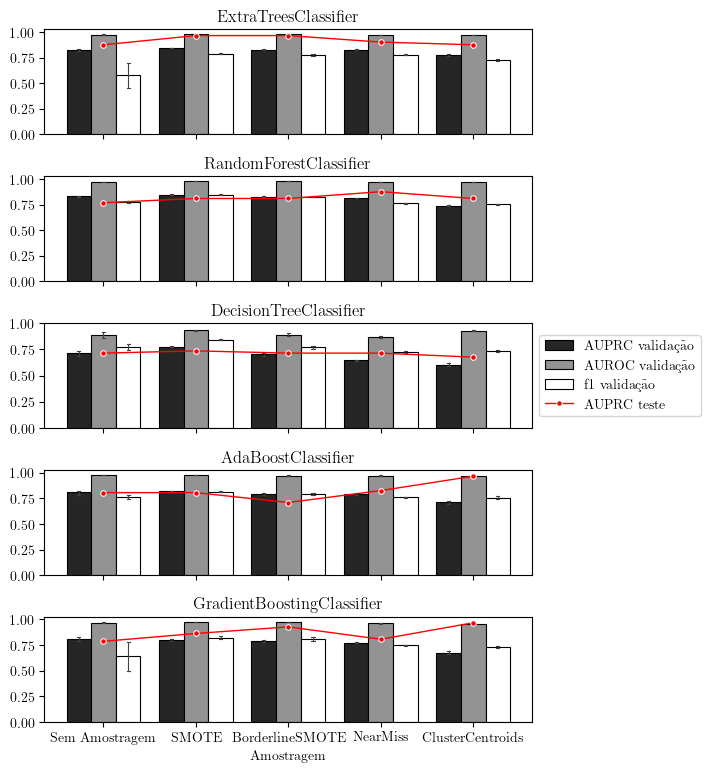 ExtraTreesClassifier
1.00
0.75
0.50
0.25
0.00
RandomForestClassifier
1.00
0.75
0.50
0.25
0.00
DecisionTreeClassifier
1.00
0.75
0.50
0.25
0.00
AUPRC validação
AUROC validação
f1 validação
AUPRC teste
AdaBoostClassifier
1.00
0.75
0.50
0.25
0.00
GradientBoostingClassifier
1.00
0.75
0.50
0.25
0.00
Sem Amostragem SMOTE BorderlineSMOTE NearMiss ClusterCentroids
Amostragem